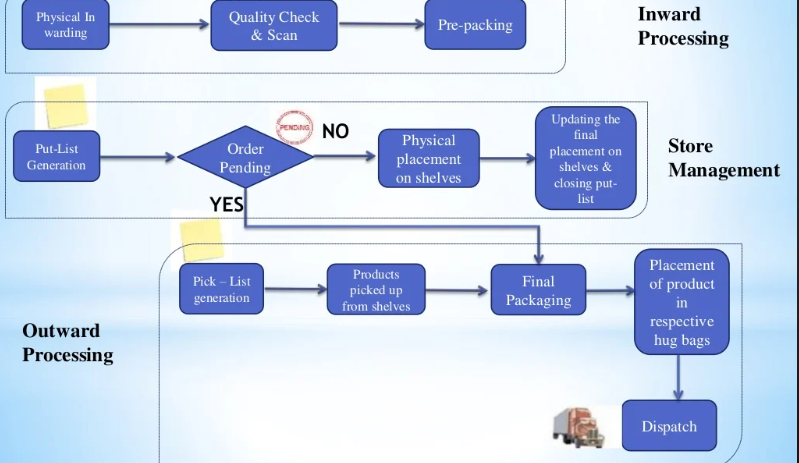 Physical In
warding
Quality Check
& Scan
Pre-packing
Inward
Processing
Put-List
Generation
Order
Pending
PENDING
NO
YES
Physical
placement
on shelves
Updating the
final
placement on
shelves &
closing put-
list
Store
Management
Pick – List
generation
Products
picked up
from shelves
Final
Packaging
Placement
of product
in
respective
hug bags
Outward
Processing
Dispatch